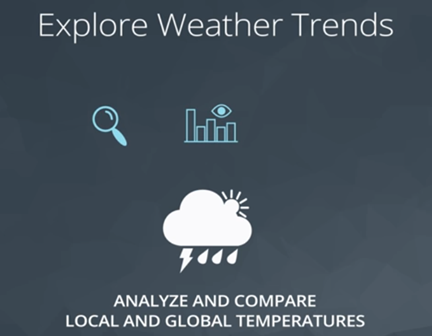 Explore Weather Trends
ANALYZE AND COMPARE
LOCAL AND GLOBAL TEMPERATURES